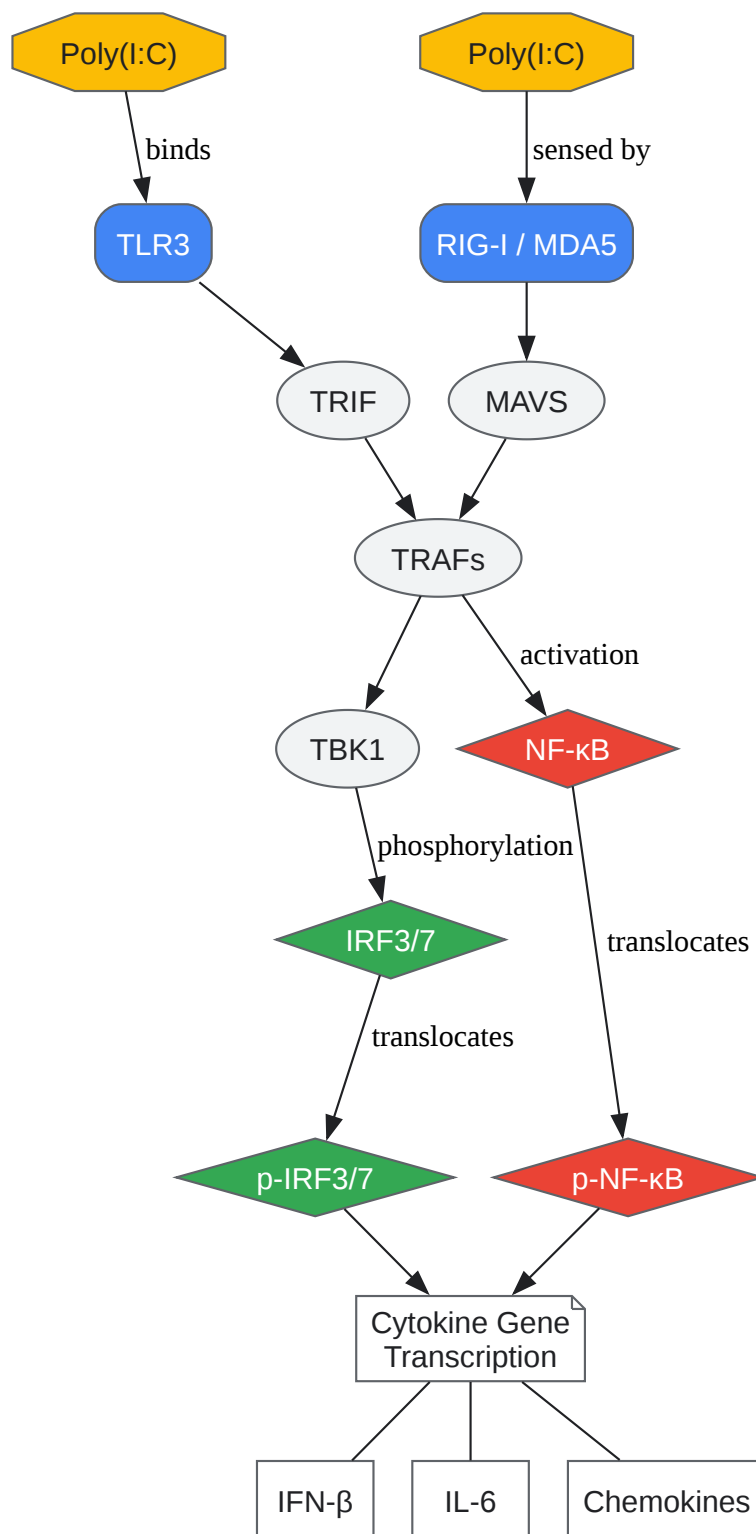 Poly(I:C)
Poly(I:C)
binds
sensed by
TLR3
RIG-I / MDA5
TRIF
MAVS
TRAFs
activation
TBK1
NF-κB
phosphorylation
IRF3/7
translocates
translocates
p-IRF3/7
p-NF-κB
Cytokine Gene
Transcription
IFN-β
IL-6
Chemokines